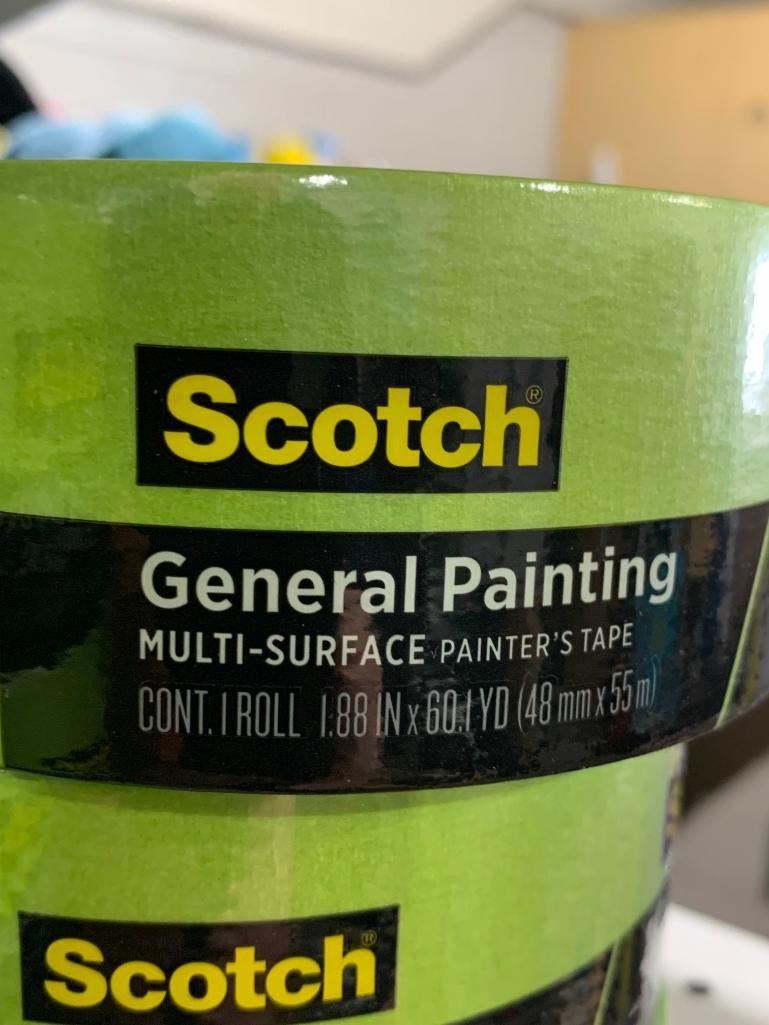 Scotch®
General Painting
MULTI-SURFACE PAINTER'S TAPE
CONT. 1 ROLL 1.88 IN x 60.1 YD (48 mm x 55 m)
Scotch®